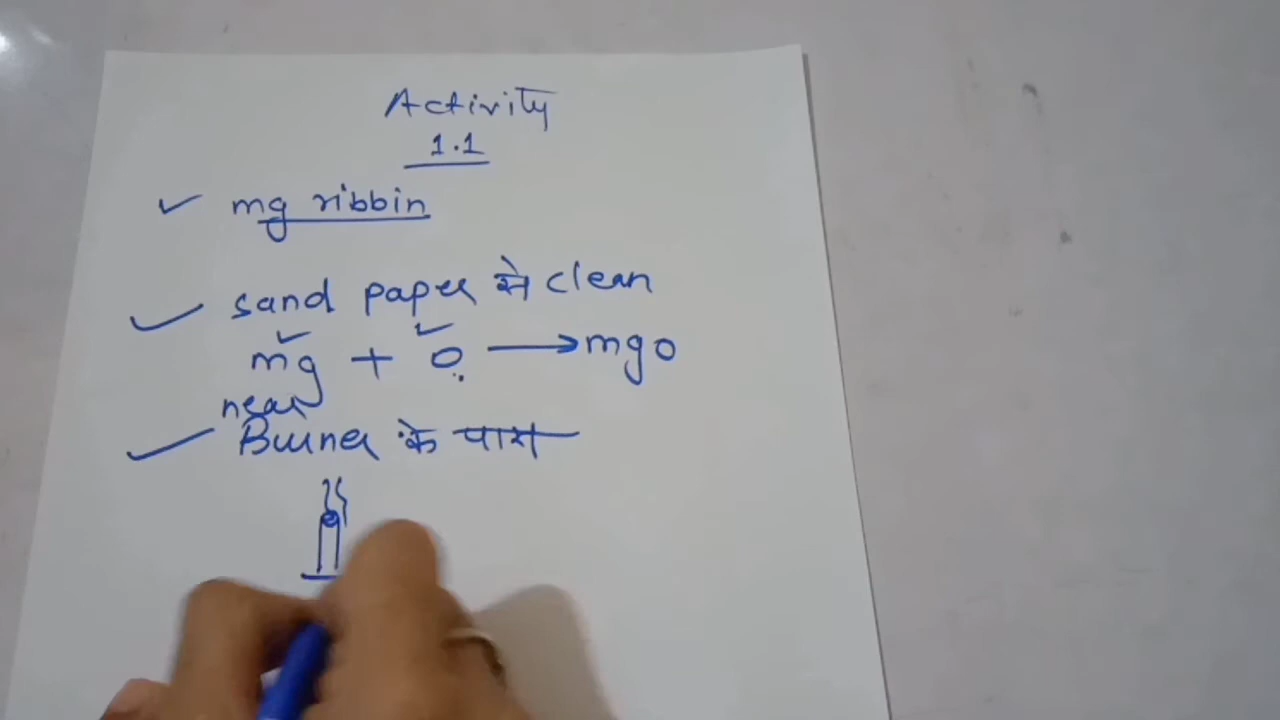 Activity
1.1
mg ribbin
sand paper से clean
mg + O → mgo
near
Burner के पास